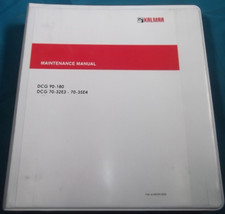 KALMAR
MAINTENANCE MANUAL
DCG 90-180
DCG 70-32E3 - 70-35E4